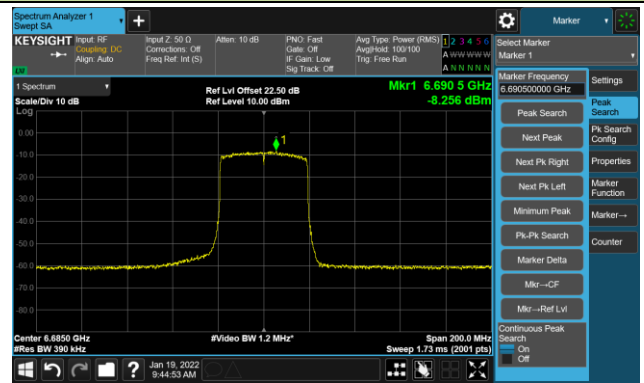 Spectrum Analyzer 1
Swept SA
Marker
KEYSIGHT
Input: RF
Coupling: DC
Align: Auto
Input Z: 50 Ω
Corrections: Off
Freq Ref: Int (S)
Atten: 10 dB
PNO: Fast
Gate: Off
IF Gain: Low
Sig Track: Off
Avg Type: Power (RMS)
Avg|Hold: 100/100
Trig: Free Run
1 2 3 4 5 6
A W W W W W
A N N N N N
LW
Select Marker
Marker 1
1 Spectrum
Scale/Div 10 dB
Ref Lvl Offset 22.50 dB
Ref Level 10.00 dBm
Mkr1 6.690 5 GHz
-8.256 dBm
Log
0.00
-10.0
-20.0
-30.0
-40.0
-50.0
-60.0
-70.0
-80.0
1
Center 6.6850 GHz
#Res BW 390 kHz
#Video BW 1.2 MHz*
Span 200.0 MHz
Sweep 1.73 ms (2001 pts)
Marker Frequency
6.690500000 GHz
Peak Search
Next Peak
Next Pk Right
Next Pk Left
Minimum Peak
Pk-Pk Search
Marker Delta
Mkr→CF
Mkr→Ref Lvl
Continuous Peak
Search
On
Off
Settings
Peak
Search
Pk Search
Config
Properties
Marker
Function
Marker→
Counter
?
Jan 19, 2022
9:44:53 AM